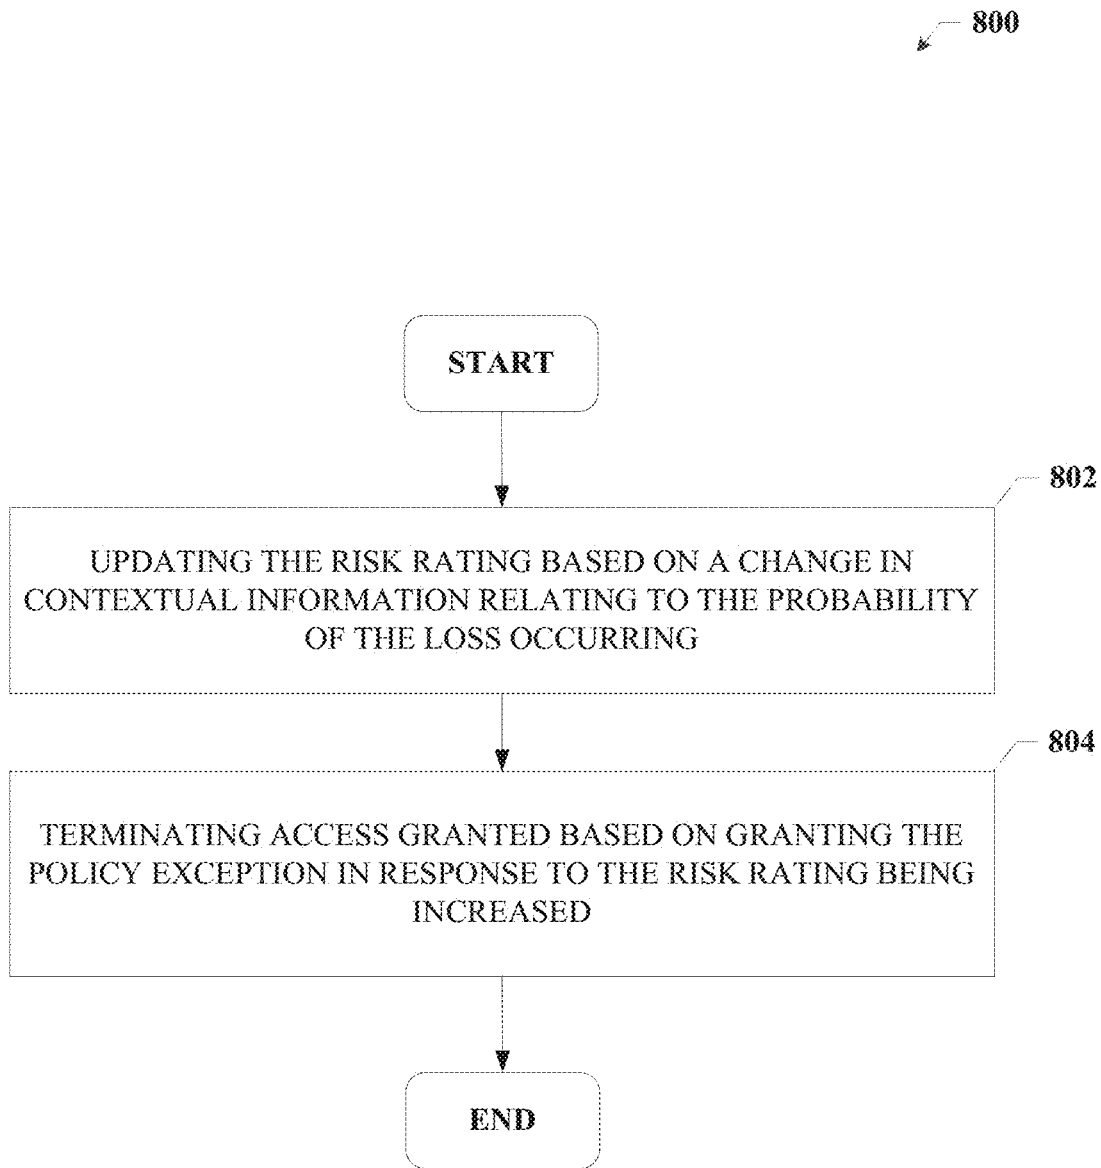 800
START
802
UPDATING THE RISK RATING BASED ON A CHANGE IN
CONTEXTUAL INFORMATION RELATING TO THE PROBABILITY
OF THE LOSS OCCURRING
804
TERMINATING ACCESS GRANTED BASED ON GRANTING THE
POLICY EXCEPTION IN RESPONSE TO THE RISK RATING BEING
INCREASED
END